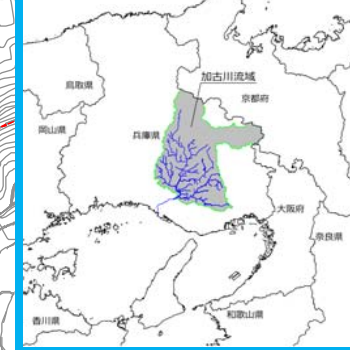 加古川流域
鳥取県
京都府
岡山県
兵庫県
大阪府
奈良県
香川県
和歌山県